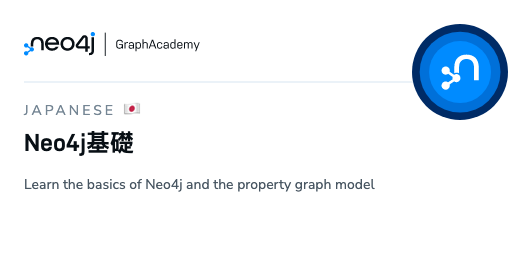 neo4j | GraphAcademy
JAPANESE 🇯🇵
Neo4j基礎
Learn the basics of Neo4j and the property graph model
n